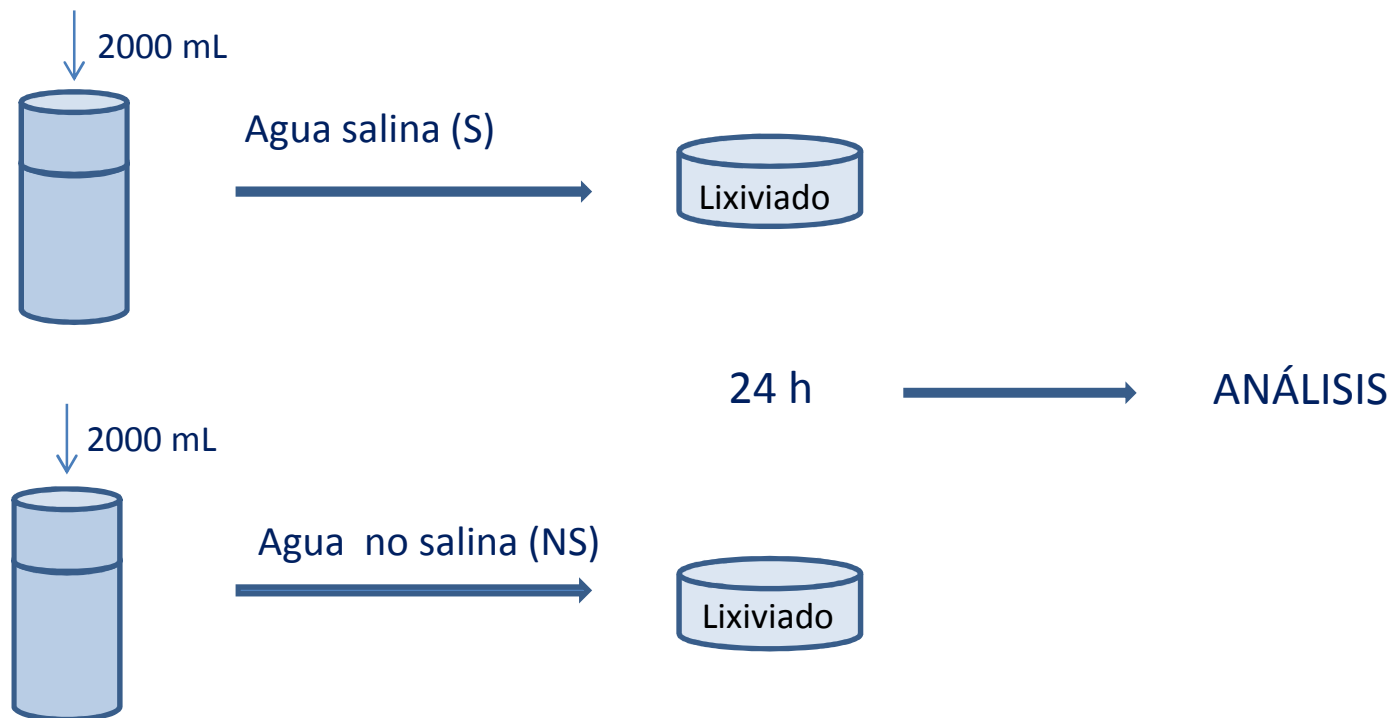 2000 mL
Agua salina (S)
Lixiviado
24 h
ANÁLISIS
2000 mL
Agua no salina (NS)
Lixiviado